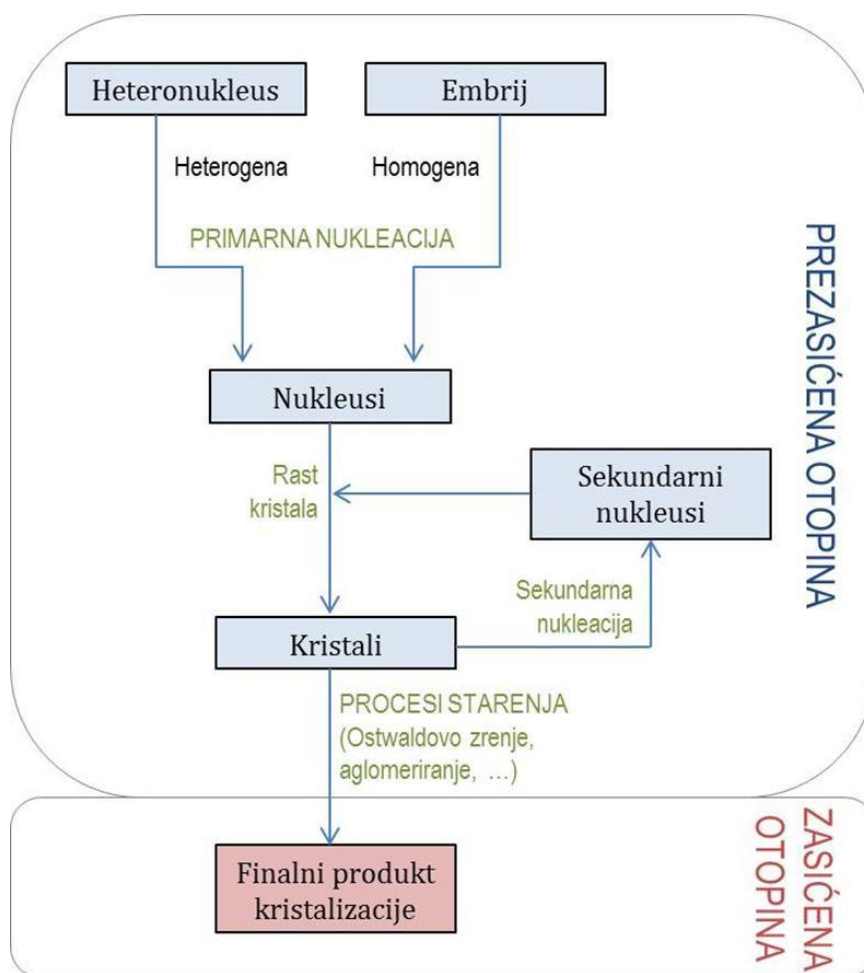 Heteronukleus
Embrij
Heterogena
Homogena
PRIMARNA NUKLEACIJA
Nukleusi
Rast
kristala
Sekundarni
nukleusi
Sekundarna
nukleacija
Kristali
PROCESI STARENJA
(Ostwaldovo zrenje,
aglomeriranje, ...)
PREZASIĆENA OTOPINA
Finalni produkt
kristalizacije
ZASIĆENA
OTOPINA